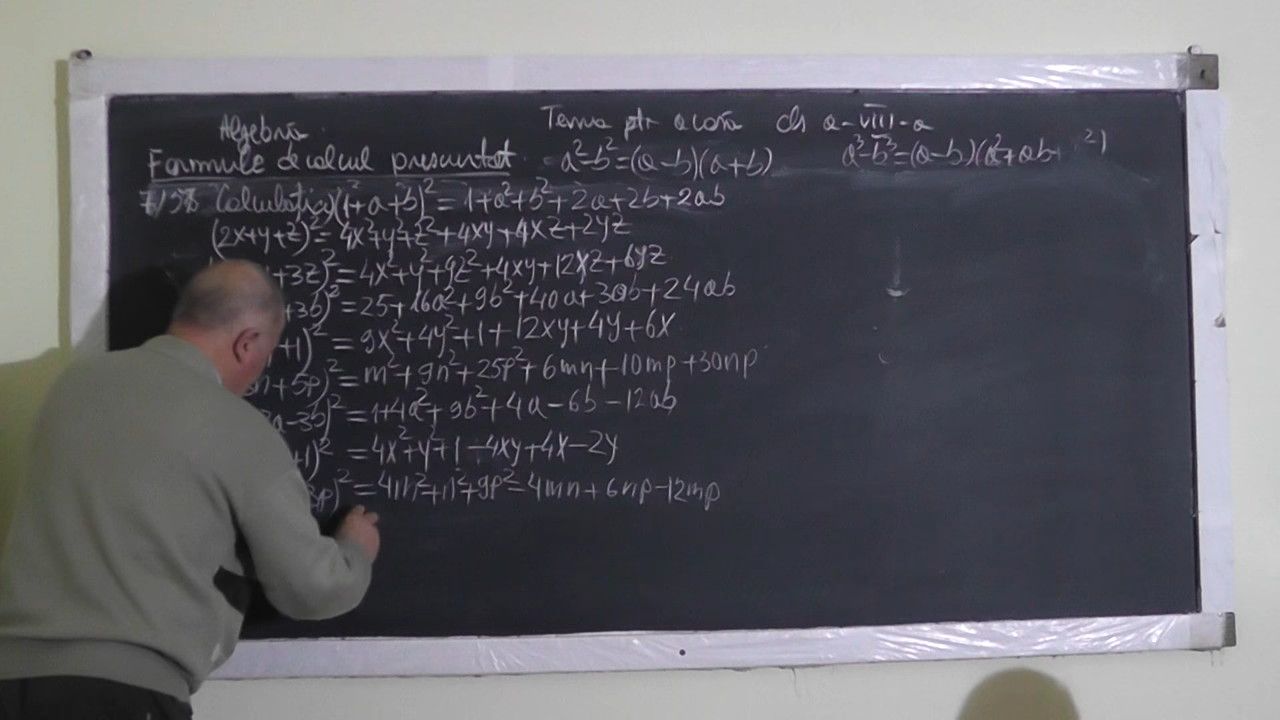 Algebra Tema ptr acasă cls a-VIII-a
Formule de calcul prescurtat a²-b²=(a-b)(a+b) a³-b³=(a-b)(a²+ab+ ²)
Calculați (1+a+b)²=1+a²+b²+2a+2b+2ab
(2x+y+z)²=4x²+y²+z²+4xy+4xz+2yz
+3z)²=4x²+y²+9z²+4xy+12xz+6yz
+3b)²=25+16a²+9b²+40a+30b+24ab
+1)²=9x²+4y²+1+12xy+4y+6x
n+5p)²=m²+9n²+25p²+6mn+10mp+30np
a-3b)²=1+4a²+9b²+4a-6b-12ab
+1)²=4x²+y²+1-4xy+4x-2y
3p)²=4m²+n²+9p²-4mn+6np-12mp